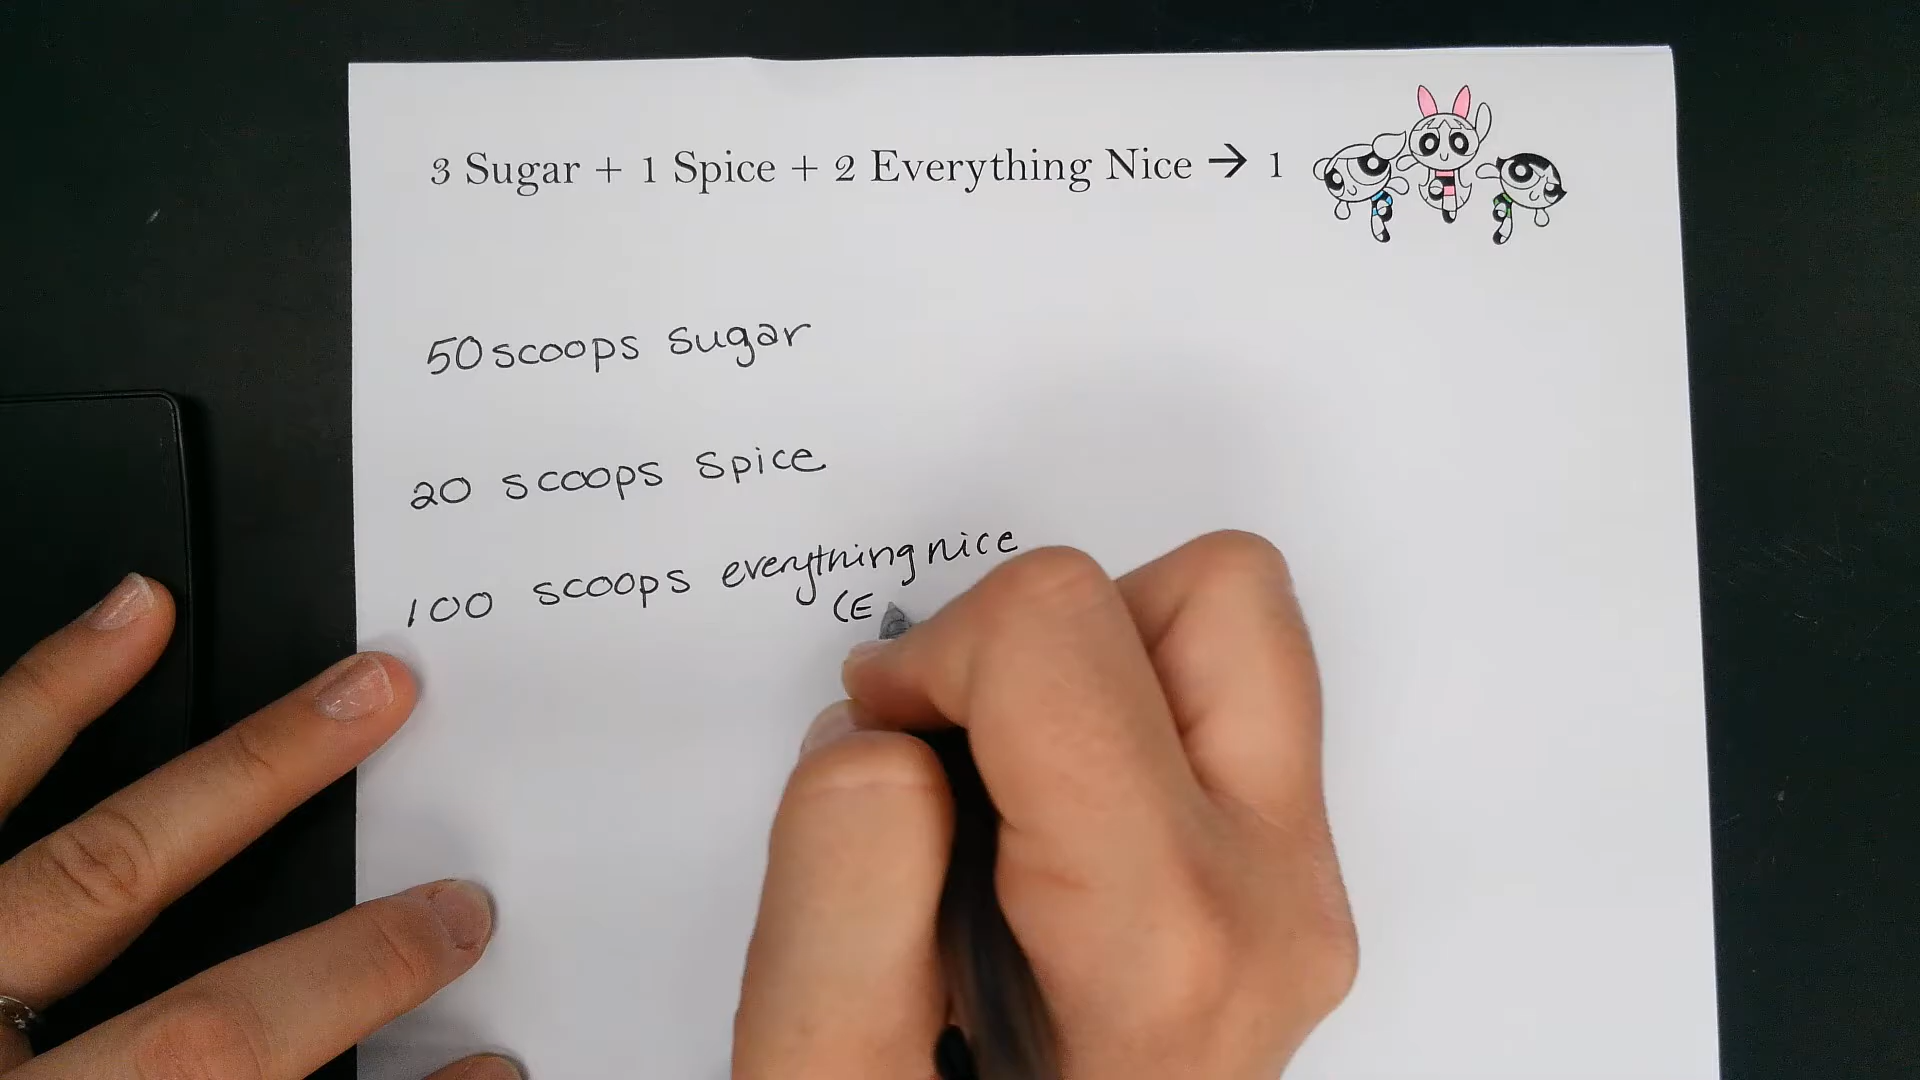 3 Sugar + 1 Spice + 2 Everything Nice → 1
50 scoops sugar
20 scoops spice
100 scoops everything nice
(E